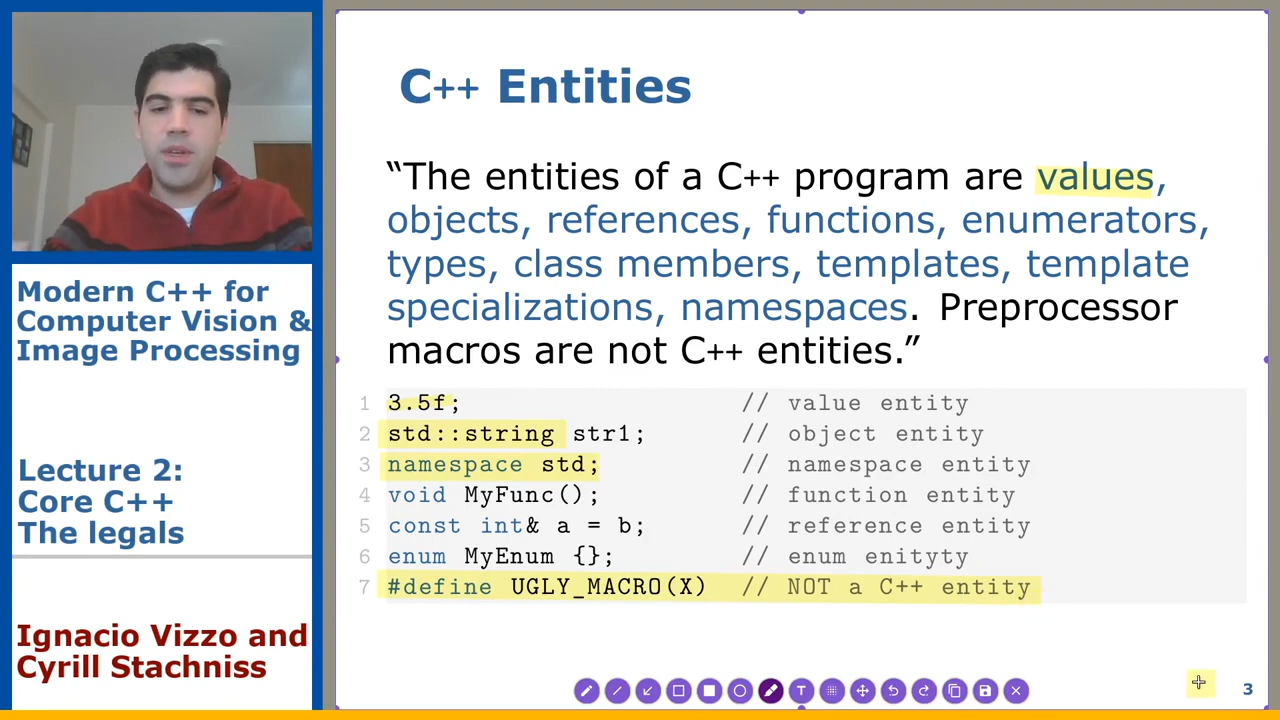 Modern C++ for
Computer Vision &
Image Processing
Lecture 2:
Core C++
The legals
Ignacio Vizzo and
Cyrill Stachniss
C++ Entities
“The entities of a C++ program are values,
objects, references, functions, enumerators,
types, class members, templates, template
specializations, namespaces. Preprocessor
macros are not C++ entities.”
1 3.5f; // value entity
2 std::string str1; // object entity
3 namespace std; // namespace entity
4 void MyFunc(); // function entity
5 const int& a = b; // reference entity
6 enum MyEnum {}; // enum enityty
7 #define UGLY_MACRO(X) // NOT a C++ entity
T
3